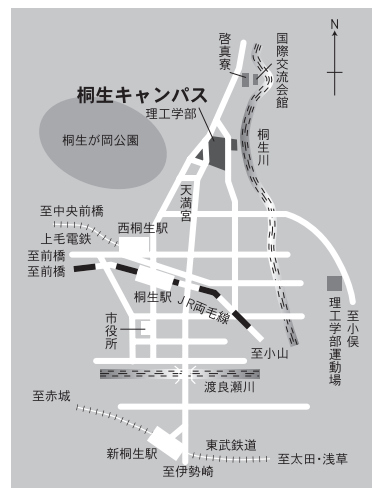 N
啓真寮
国際交流会館
桐生キャンパス
理工学部
桐生が岡公園
桐生川
天満宮
至中央前橋
上毛電鉄
西桐生駅
至前橋
至前橋
桐生駅
JR両毛線
市役所
至小山
理工学部運動場
至小俣
渡良瀬川
至赤城
新桐生駅
東武鉄道
至太田・浅草
至伊勢崎